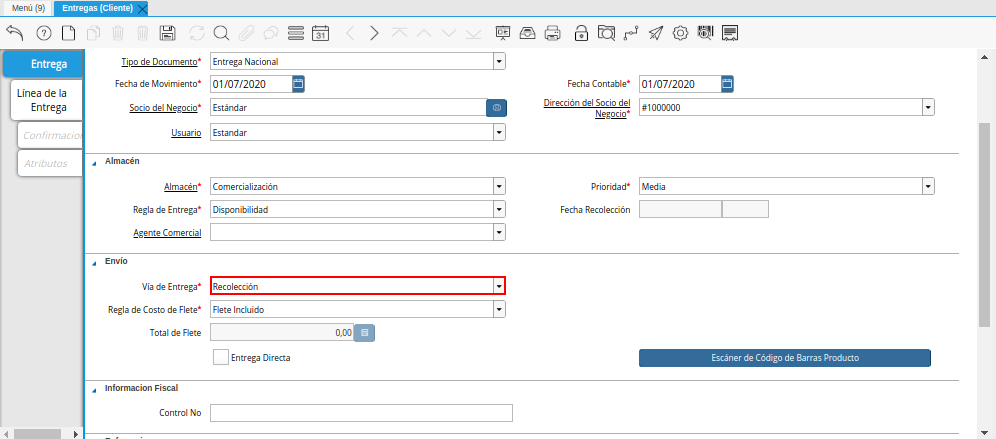 Menú (9) Entregas (Cliente)
31
Entrega
Línea de la
Entrega
Confirmacio
Atributos
Tipo de Documento* Entrega Nacional
Fecha de Movimiento* 01/07/2020 Fecha Contable* 01/07/2020
Socio del Negocio* Estándar Dirección del Socio del
Negocio* #1000000
Usuario Estandar
Almacén
Almacén* Comercialización Prioridad* Media
Regla de Entrega* Disponibilidad Fecha Recolección
Agente Comercial
Envío
Vía de Entrega* Recolección
Regla de Costo de Flete* Flete Incluido
Total de Flete 0,00
Entrega Directa Escáner de Código de Barras Producto
Informacion Fiscal
Control No